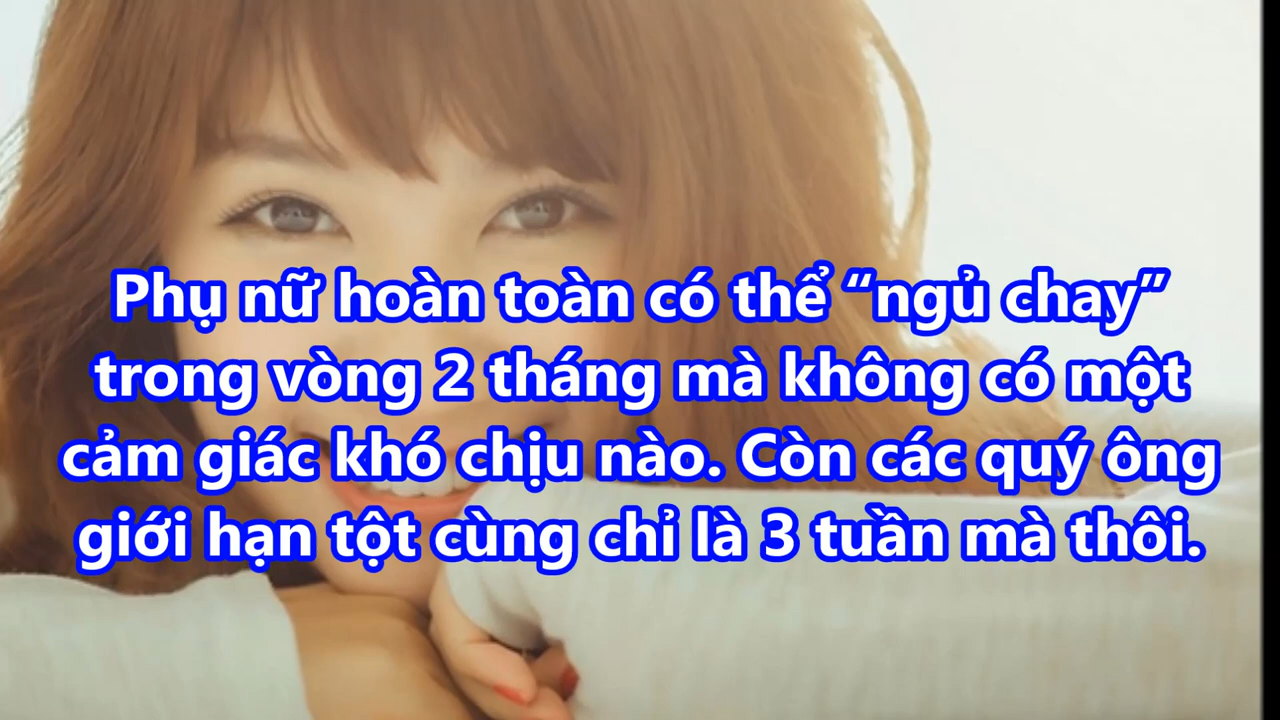 Phụ nữ hoàn toàn có thể “ngủ chay”
trong vòng 2 tháng mà không có một
cảm giác khó chịu nào. Còn các quý ông
giới hạn tột cùng chỉ là 3 tuần mà thôi.